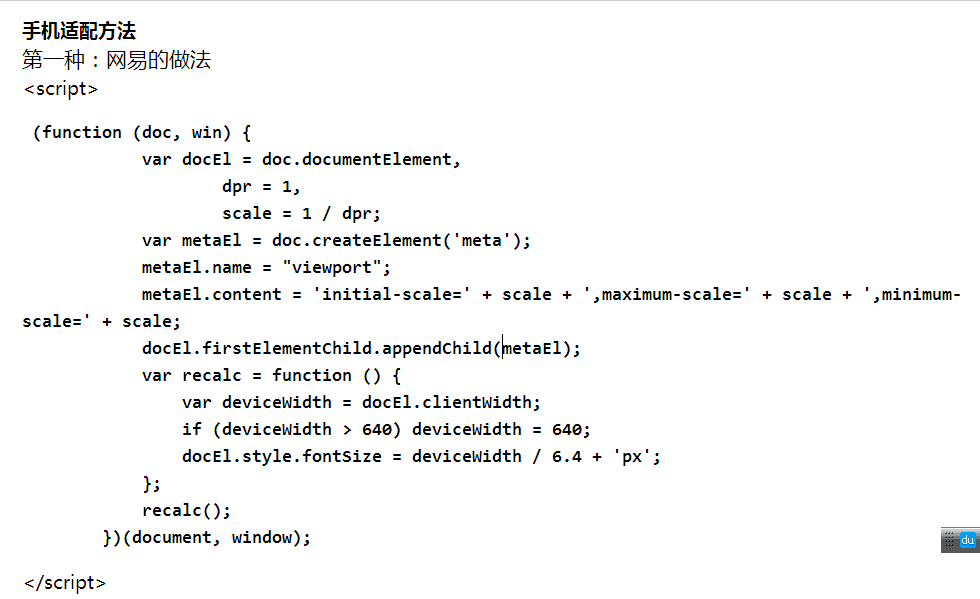 手机适配方法
第一种：网易的做法
<script>
(function (doc, win) {
var docEl = doc.documentElement,
dpr = 1,
scale = 1 / dpr;
var metaEl = doc.createElement('meta');
metaEl.name = "viewport";
metaEl.content = 'initial-scale=' + scale + ',maximum-scale=' + scale + ',minimum-
scale=' + scale;
docEl.firstElementChild.appendChild(metaEl);
var recalc = function () {
var deviceWidth = docEl.clientWidth;
if (deviceWidth > 640) deviceWidth = 640;
docEl.style.fontSize = deviceWidth / 6.4 + 'px';
};
recalc();
})(document, window);
du
</script>